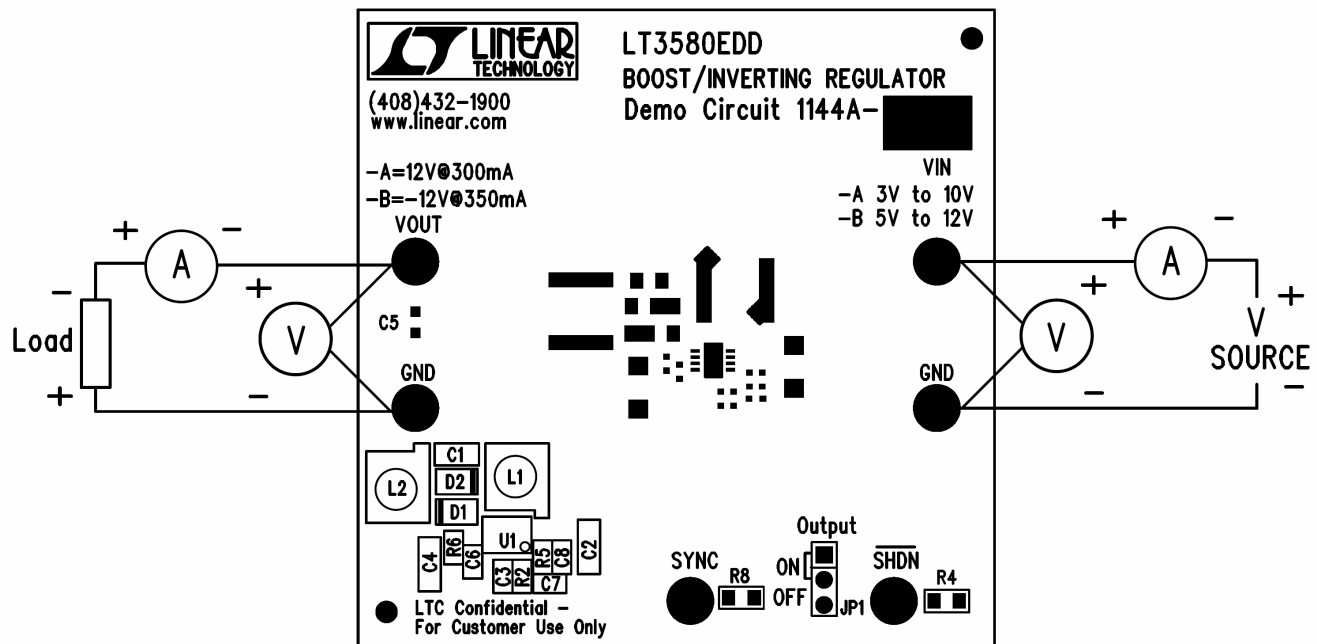 LT LINEAR
TECHNOLOGY
(408)432-1900
www.linear.com
LT3580EDD
BOOST/INVERTING REGULATOR
Demo Circuit 1144A-
-A=12V@300mA
-B=-12V@350mA
VOUT
VIN
-A 3V to 10V
-B 5V to 12V
+ A -
+ A -
-
Load
+
+
V
-
C5
GND
GND
+
V
-
+
V
SOURCE
-
L2
C1
D2
D1
L1
U1
C4
R6
C6
C3
R2
R5
C8
C7
C2
Output
ON
OFF
JP1
SYNC
R8
SHDN
R4
LTC Confidential -
For Customer Use Only